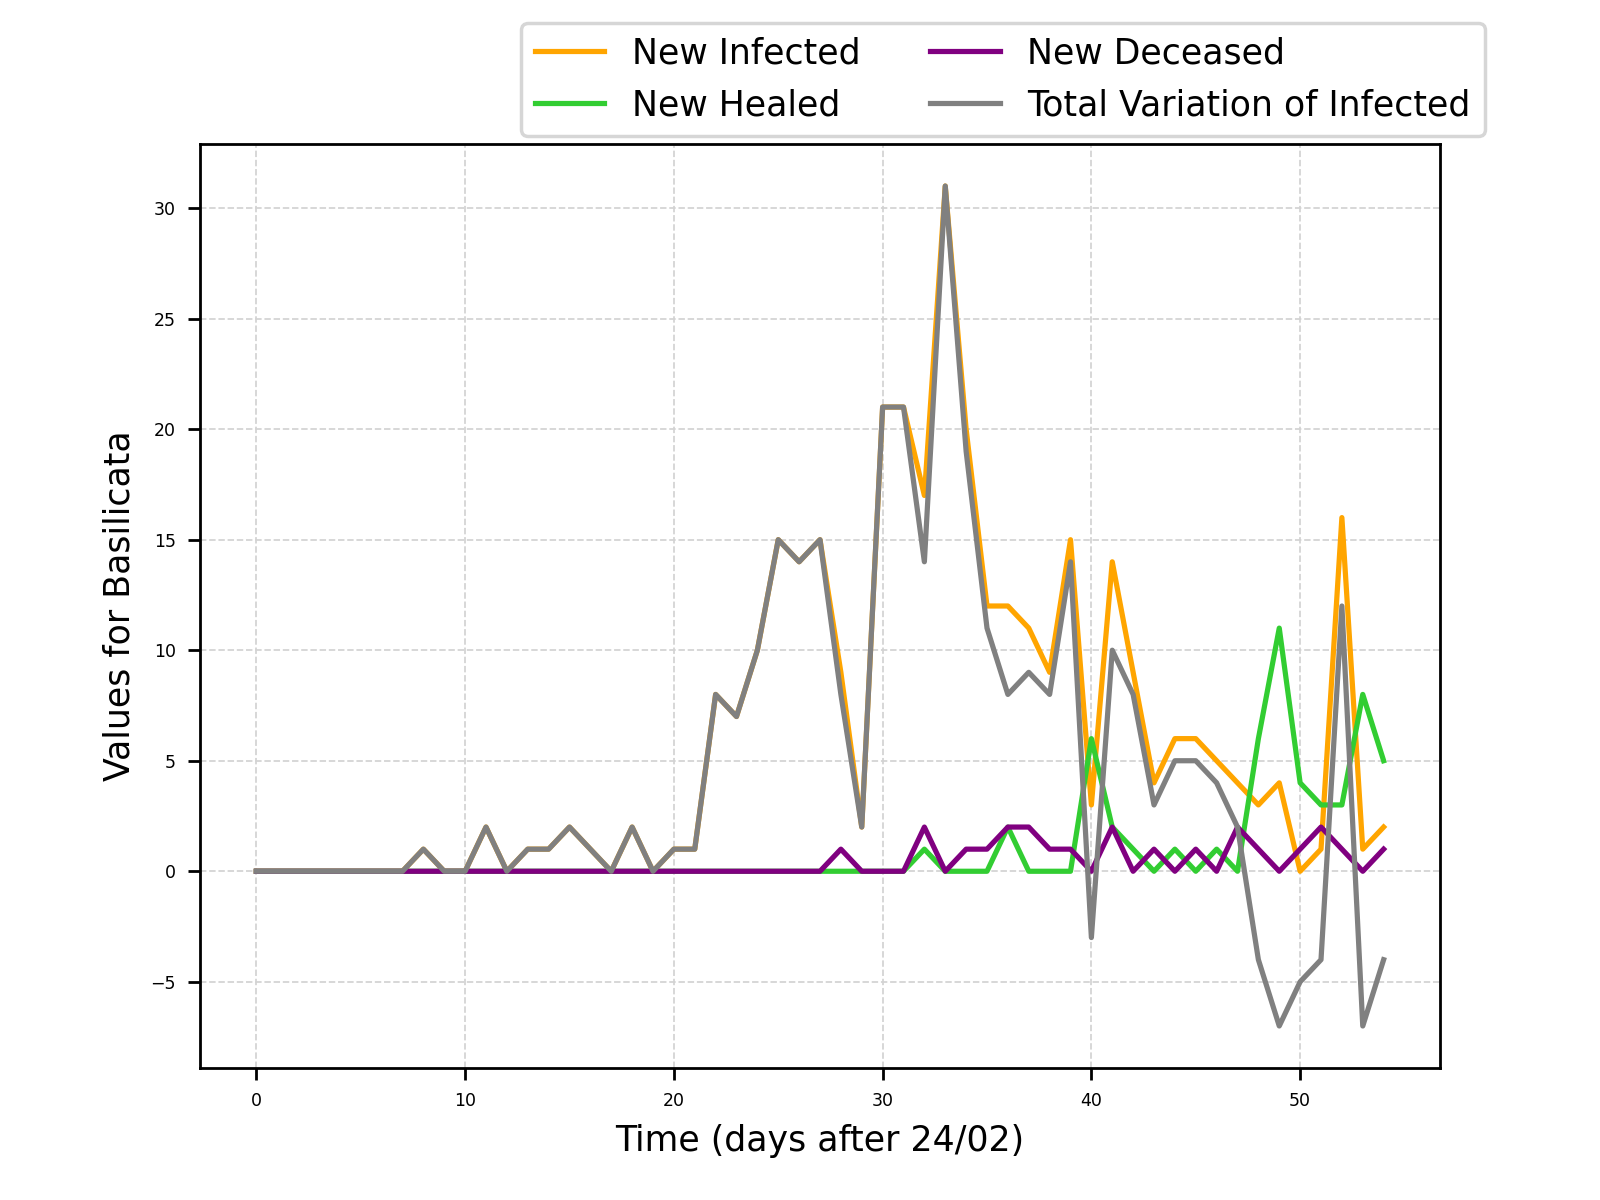 New Infected
New Healed
New Deceased
Total Variation of Infected
Values for Basilicata
30
25
20
15
10
5
0
−5
0 10 20 30 40 50
Time (days after 24/02)